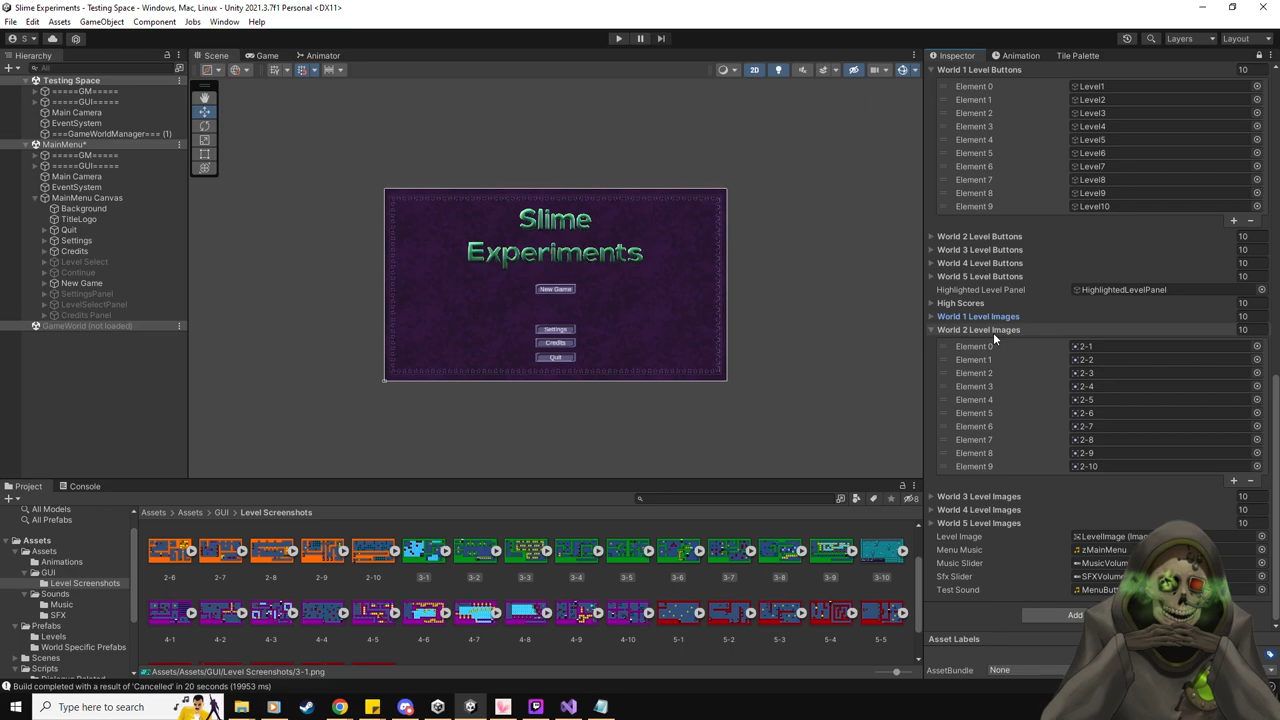 Slime Experiments - Testing Space - Windows, Mac, Linux - Unity 2021.3.7f1 Personal <DX11>
File Edit Assets GameObject Component Jobs Window Help
S
Layers Layout
Hierarchy
All
Testing Space
=====GM=====
=====GUI=====
Main Camera
EventSystem
===GameWorldManager=== (1)
MainMenu*
=====GM=====
=====GUI=====
Main Camera
EventSystem
MainMenu Canvas
Background
TitleLogo
Quit
Settings
Credits
Level Select
Continue
New Game
SettingsPanel
LevelSelectPanel
Credits Panel
GameWorld (not loaded)
Scene Game Animator
2D
Slime
Experiments
New Game
Settings
Credits
Quit
Inspector Animation Tile Palette
World 1 Level Buttons 10
Element 0 Level1
Element 1 Level2
Element 2 Level3
Element 3 Level4
Element 4 Level5
Element 5 Level6
Element 6 Level7
Element 7 Level8
Element 8 Level9
Element 9 Level10
World 2 Level Buttons 10
World 3 Level Buttons 10
World 4 Level Buttons 10
World 5 Level Buttons 10
Highlighted Level Panel HighlightedLevelPanel
High Scores 10
World 1 Level Images 10
World 2 Level Images 10
Element 0 2-1
Element 1 2-2
Element 2 2-3
Element 3 2-4
Element 4 2-5
Element 5 2-6
Element 6 2-7
Element 7 2-8
Element 8 2-9
Element 9 2-10
World 3 Level Images 10
World 4 Level Images 10
World 5 Level Images 10
Level Image LevelImage (Ima
Menu Music zMainMenu
Music Slider MusicVolum
Sfx Slider SFXVolum
Test Sound MenuBut
Add
Asset Labels
AssetBundle None
Project Console
8
All Models
All Prefabs
Assets
Assets
Animations
GUI
Level Screenshots
Sounds
Music
SFX
Prefabs
Levels
World Specific Prefabs
Scenes
Scripts
Assets > Assets > GUI > Level Screenshots
2-6 2-7 2-8 2-9 2-10 3-1 3-2 3-3 3-4 3-5 3-6 3-7 3-8 3-9 3-10
4-1 4-2 4-3 4-4 4-5 4-6 4-7 4-8 4-9 4-10 5-1 5-2 5-3 5-4 5-5
Assets/Assets/GUI/Level Screenshots/3-1.png
Build completed with a result of 'Cancelled' in 20 seconds (19953 ms)
Type here to search